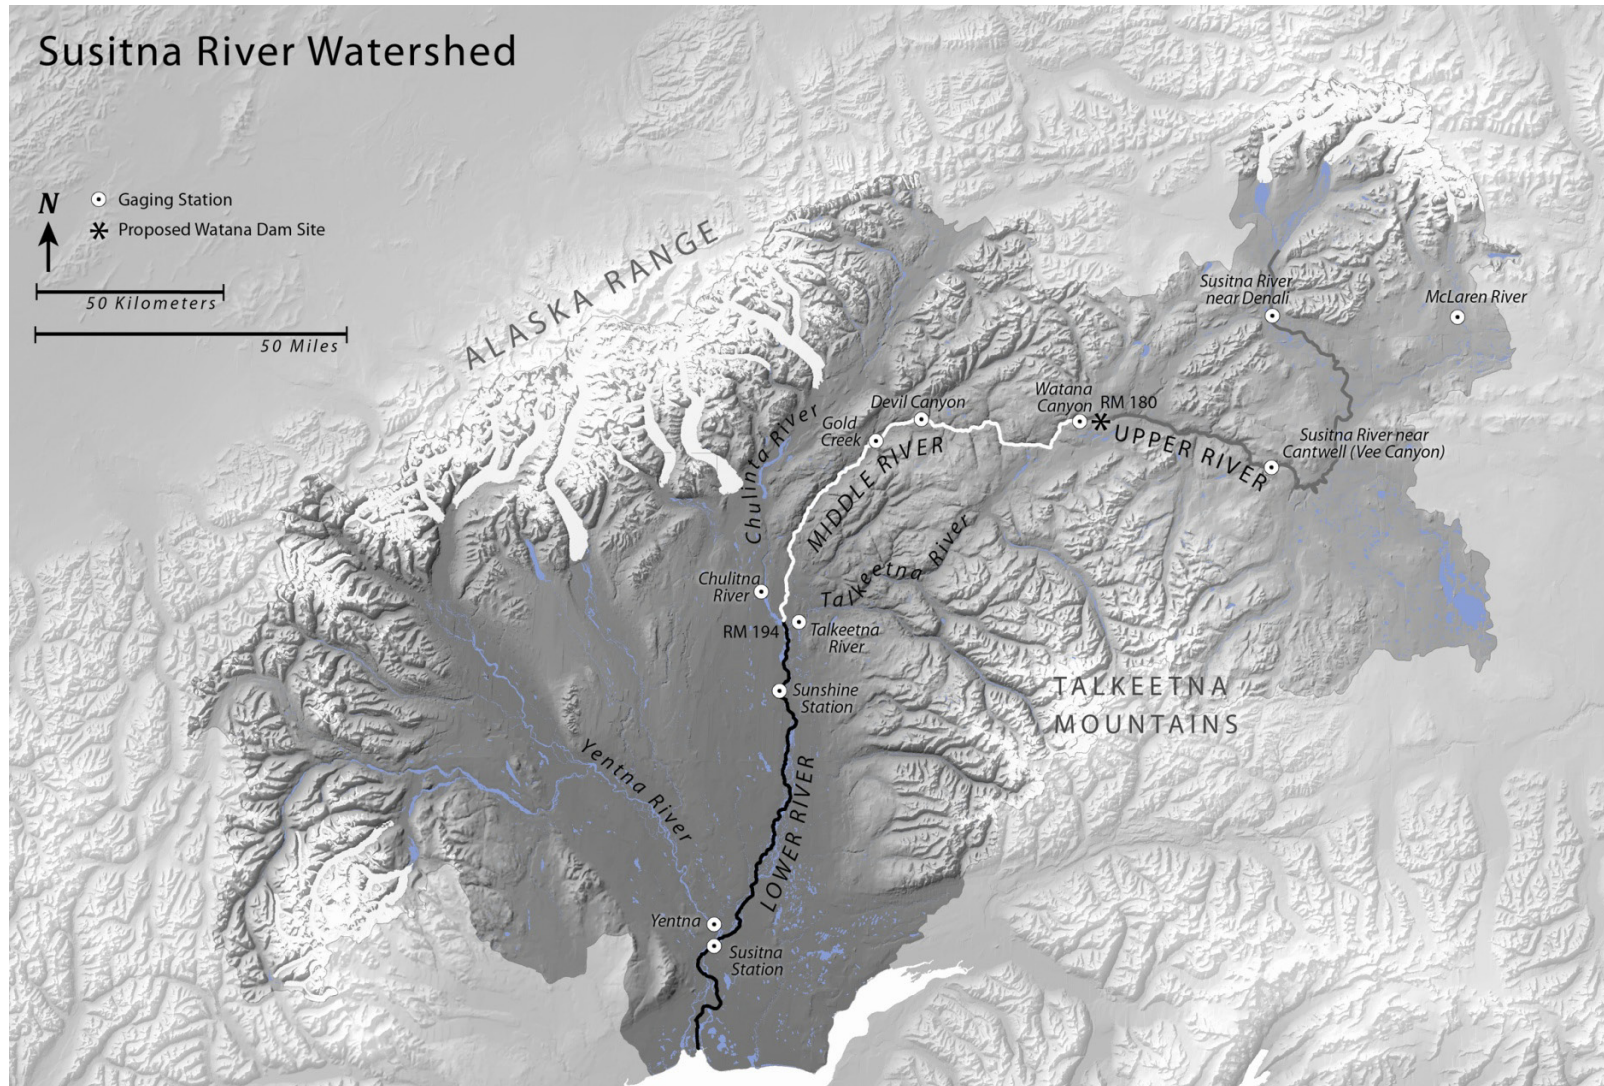 Susitna River Watershed
N
Gaging Station
Proposed Watana Dam Site
50 Kilometers
50 Miles
ALASKA RANGE
Susitna River
near Denali
McLaren River
Devil Canyon
Watana
Canyon
RM 180
Gold
Creek
Chulinta River
MIDDLE RIVER
UPPER RIVER
Susitna River near
Cantwell (Vee Canyon)
Talkeetna River
Chulitna
River
RM 194
Talkeetna
River
Sunshine
Station
TALKEETNA
MOUNTAINS
Yentna River
LOWER RIVER
Yentna
Susitna
Station